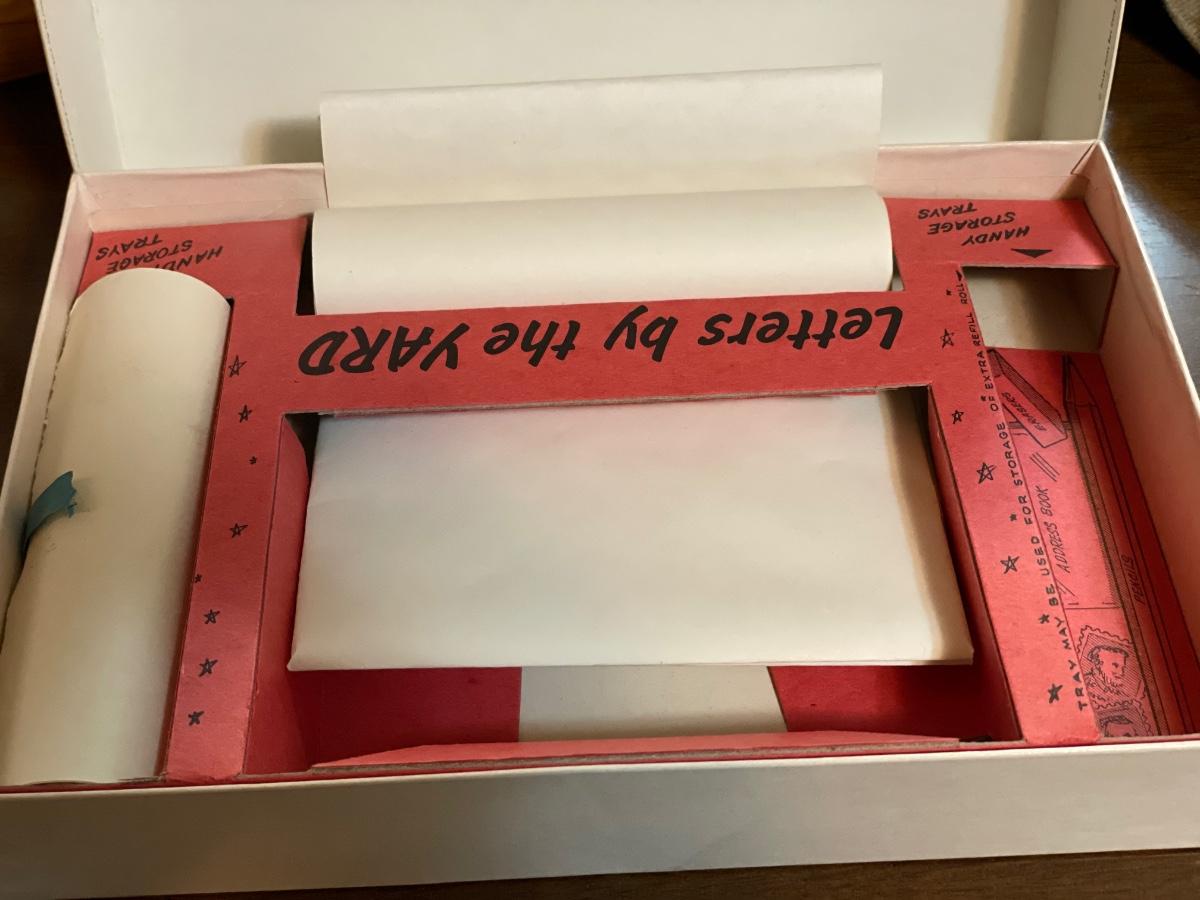 Letters by the YARD
HANDY
STORAGE
TRAYS
HANDY
STORAGE
TRAYS
TRAY MAY BE USED FOR STORAGE OF EXTRA REFILL ROLL
ERASERS
ADDRESS BOOK
PENCILS